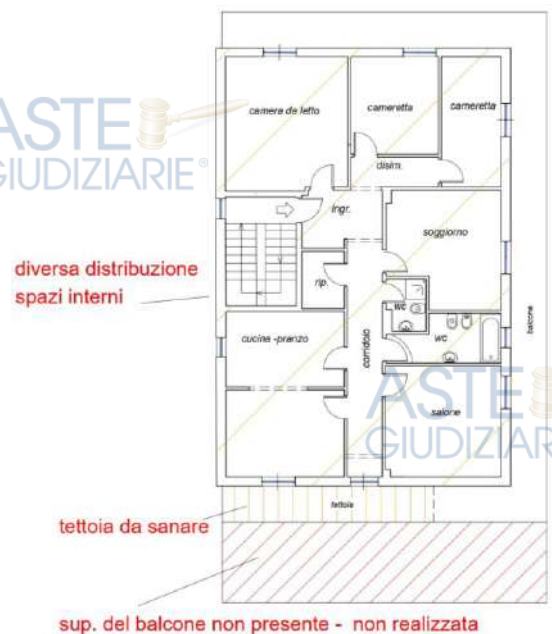 camera da letto
cameretta
cameretta
disim.
ASTE
GIUDIZIARIE®
ingr.
soggiorno
diversa distribuzione
spazi interni
rip.
wc
cucina -pranzo
wc
corridoio
balcone
salone
ASTE
GIUDIZIARIE
tettoia
tettoia da sanare
sup. del balcone non presente - non realizzata